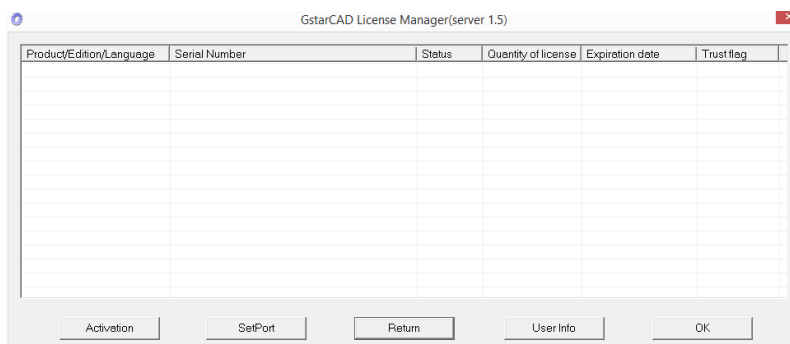 GstarCAD License Manager(server 1.5)
Product/Edition/Language Serial Number Status Quantity of license Expiration date Trust flag
Activation SetPort Return User Info OK